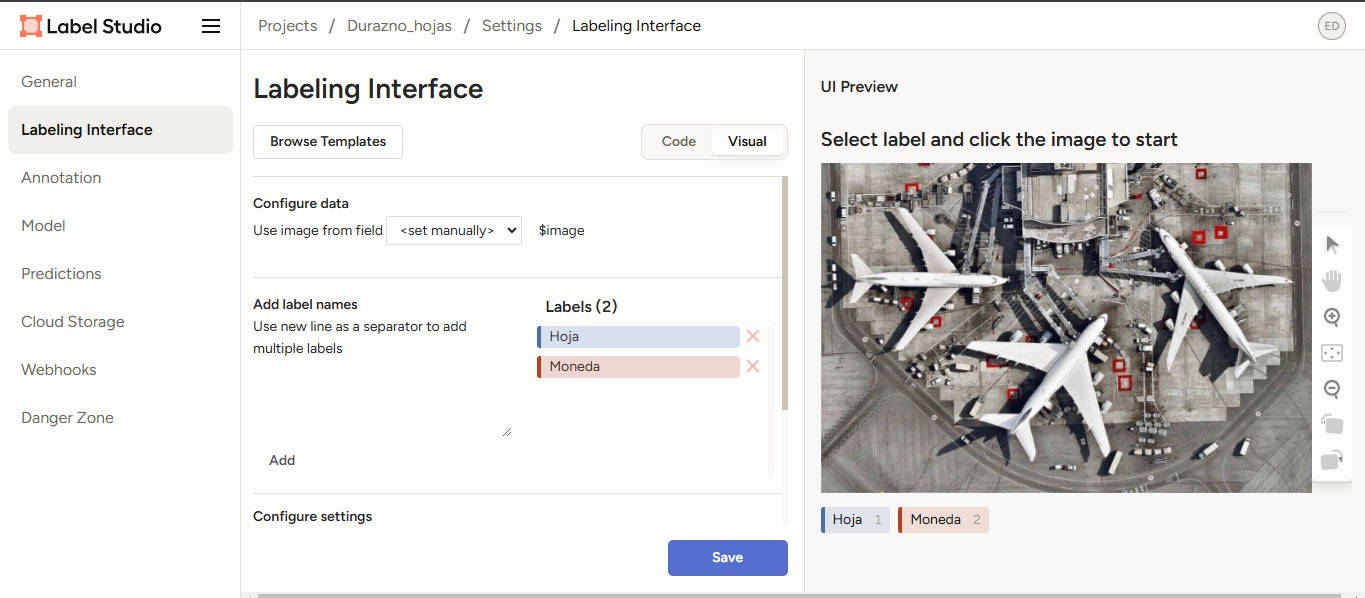 Label Studio
Projects / Durazno_hojas / Settings / Labeling Interface
ED
General
Labeling Interface
Annotation
Model
Predictions
Cloud Storage
Webhooks
Danger Zone
Labeling Interface
Browse Templates
Code
Visual
Configure data
Use image from field <set manually> $image
Add label names
Use new line as a separator to add
multiple labels
Add
Labels (2)
Hoja
Moneda
Configure settings
Save
UI Preview
Select label and click the image to start
Hoja 1
Moneda 2